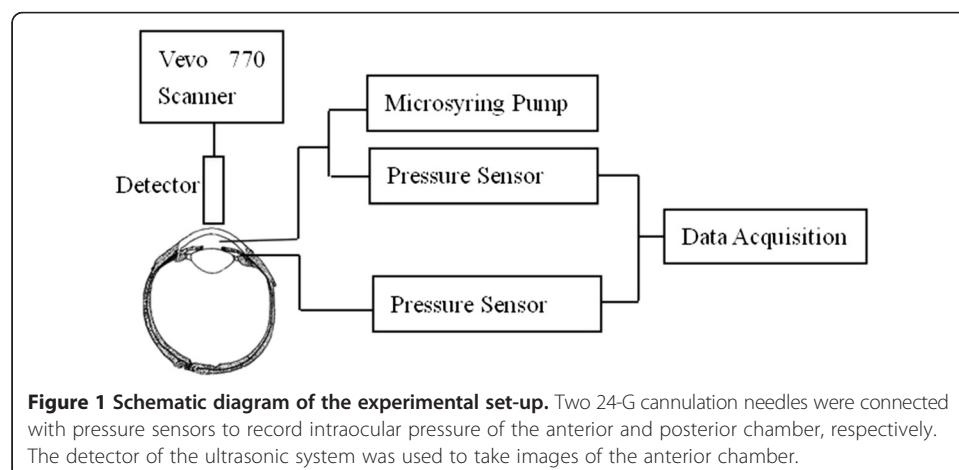 Vevo 770
Scanner
Detector
Microsyring Pump
Pressure Sensor
Data Acquisition
Pressure Sensor
Figure 1 Schematic diagram of the experimental set-up. Two 24-G cannulation needles were connected
with pressure sensors to record intraocular pressure of the anterior and posterior chamber, respectively.
The detector of the ultrasonic system was used to take images of the anterior chamber.